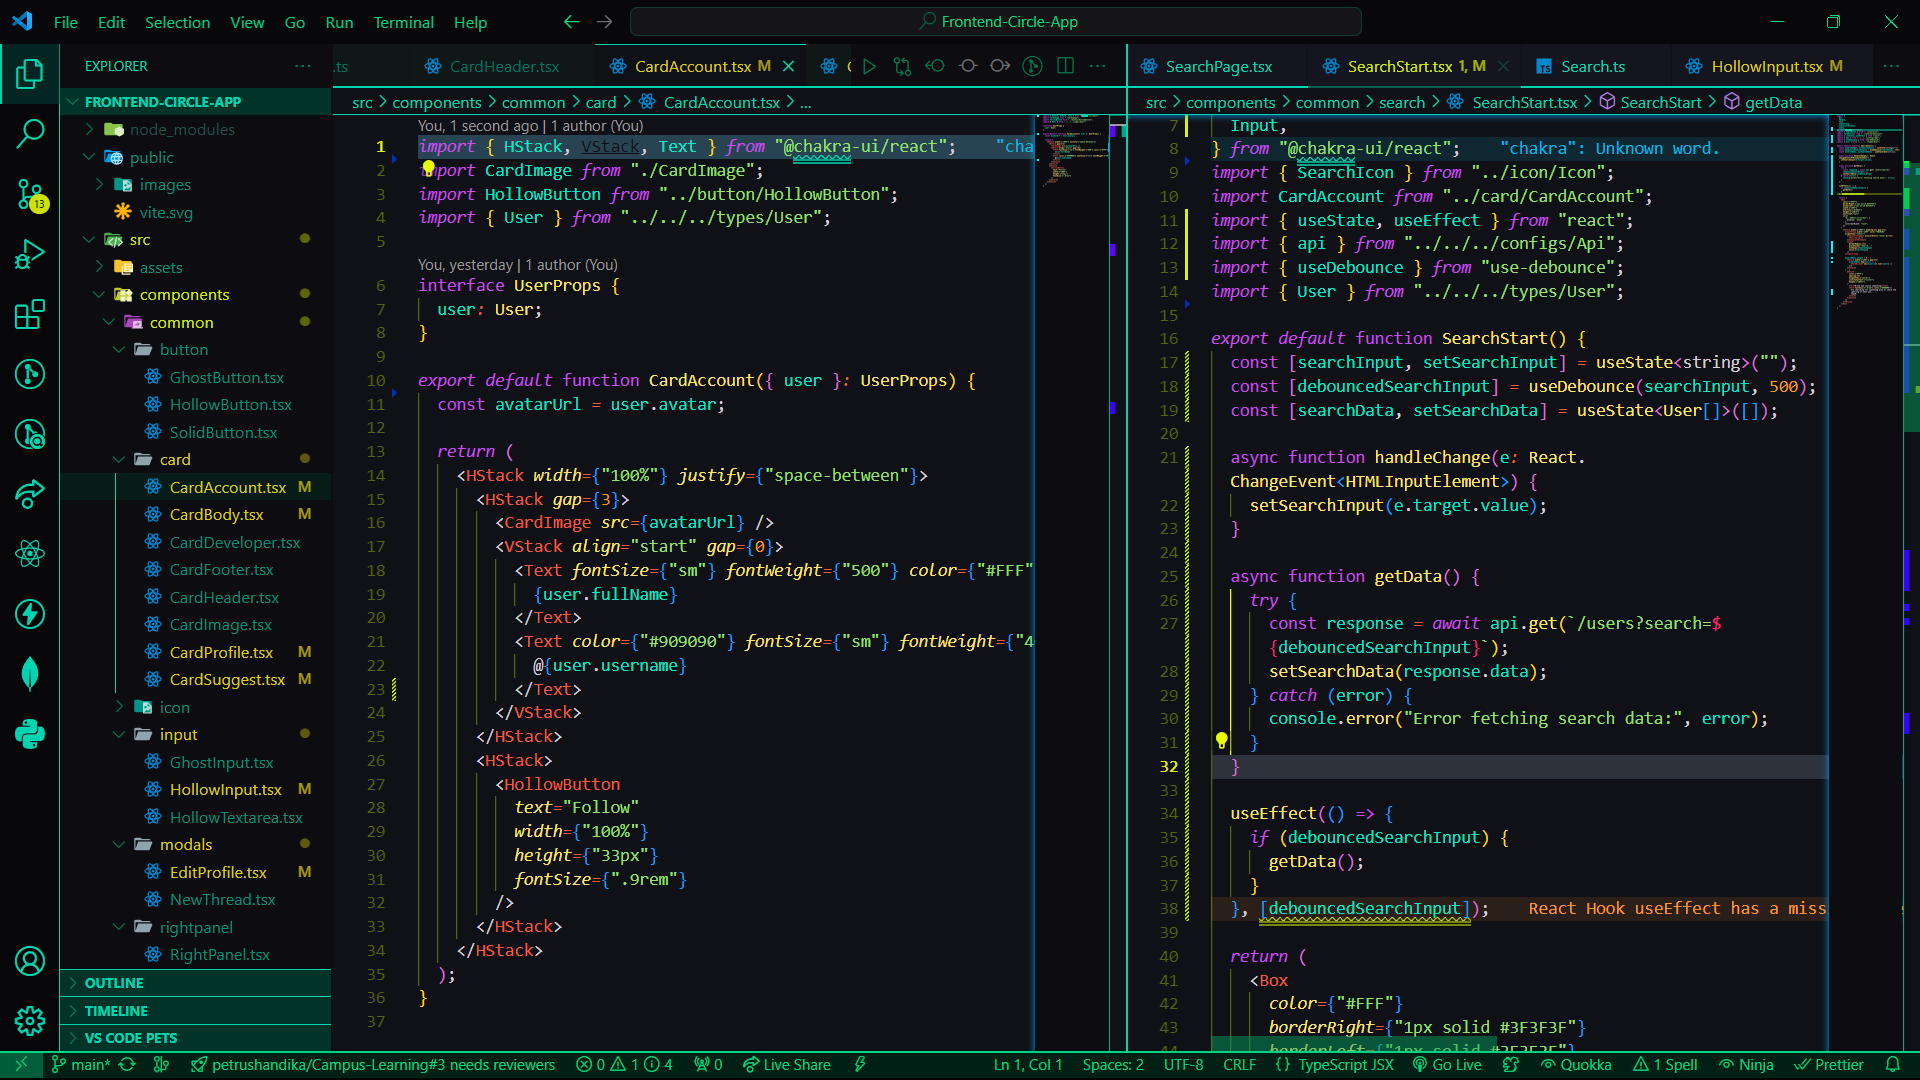 File Edit Selection View Go Run Terminal Help
Frontend-Circle-App
EXPLORER
FRONTEND-CIRCLE-APP
node_modules
public
images
vite.svg
src
assets
components
common
button
GhostButton.tsx
HollowButton.tsx
SolidButton.tsx
card
CardAccount.tsx M
CardBody.tsx M
CardDeveloper.tsx
CardFooter.tsx
CardHeader.tsx
CardImage.tsx
CardProfile.tsx M
CardSuggest.tsx M
icon
input
GhostInput.tsx
HollowInput.tsx M
HollowTextarea.tsx
modals
EditProfile.tsx M
NewThread.tsx
rightpanel
RightPanel.tsx
OUTLINE
TIMELINE
VS CODE PETS
13
.ts CardHeader.tsx CardAccount.tsx M
src > components > common > card > CardAccount.tsx > ...
You, 1 second ago | 1 author (You)
1 import { HStack, VStack, Text } from "@chakra-ui/react"; "cha
2 import CardImage from "./CardImage";
3 import HollowButton from "../button/HollowButton";
4 import { User } from "../../../types/User";
5
You, yesterday | 1 author (You)
6 interface UserProps {
7 user: User;
8 }
9
10 export default function CardAccount({ user }: UserProps) {
11 const avatarUrl = user.avatar;
12
13 return (
14 <HStack width={"100%"} justify={"space-between"}>
15 <HStack gap={3}>
16 <CardImage src={avatarUrl} />
17 <VStack align="start" gap={0}>
18 <Text fontSize={"sm"} fontWeight={"500"} color={"#FFF"
19 {user.fullName}
20 </Text>
21 <Text color={"#909090"} fontSize={"sm"} fontWeight={"4
22 @{user.username}
23 </Text>
24 </VStack>
25 </HStack>
26 <HStack>
27 <HollowButton
28 text="Follow"
29 width={"100%"}
30 height={"33px"}
31 fontSize={".9rem"}
32 />
33 </HStack>
34 </HStack>
35 );
36 }
37
SearchPage.tsx SearchStart.tsx 1, M Search.ts HollowInput.tsx M
src > components > common > search > SearchStart.tsx > SearchStart > getData
7 Input,
8 } from "@chakra-ui/react"; "chakra": Unknown word.
9 import { SearchIcon } from "../icon/Icon";
10 import CardAccount from "../card/CardAccount";
11 import { useState, useEffect } from "react";
12 import { api } from "../../../configs/Api";
13 import { useDebounce } from "use-debounce";
14 import { User } from "../../../types/User";
15
16 export default function SearchStart() {
17 const [searchInput, setSearchInput] = useState<string>("");
18 const [debouncedSearchInput] = useDebounce(searchInput, 500);
19 const [searchData, setSearchData] = useState<User[]>([]);
20
21 async function handleChange(e: React.
ChangeEvent<HTMLInputElement>) {
22 setSearchInput(e.target.value);
23 }
24
25 async function getData() {
26 try {
27 const response = await api.get(`/users?search=$
{debouncedSearchInput}`);
28 setSearchData(response.data);
29 } catch (error) {
30 console.error("Error fetching search data:", error);
31 }
32 }
33
34 useEffect(() => {
35 if (debouncedSearchInput) {
36 getData();
37 }
38 }, [debouncedSearchInput]); React Hook useEffect has a miss
39
40 return (
41 <Box
42 color={"#FFF"}
43 borderRight={"1px solid #3F3F3F"}
44 borderLeft={"1px solid #3F3F3F"}
main* petrushandika/Campus-Learning#3 needs reviewers 0 1 4 0 Live Share Ln 1, Col 1 Spaces: 2 UTF-8 CRLF {} TypeScript JSX Go Live Quokka 1 Spell Ninja Prettier